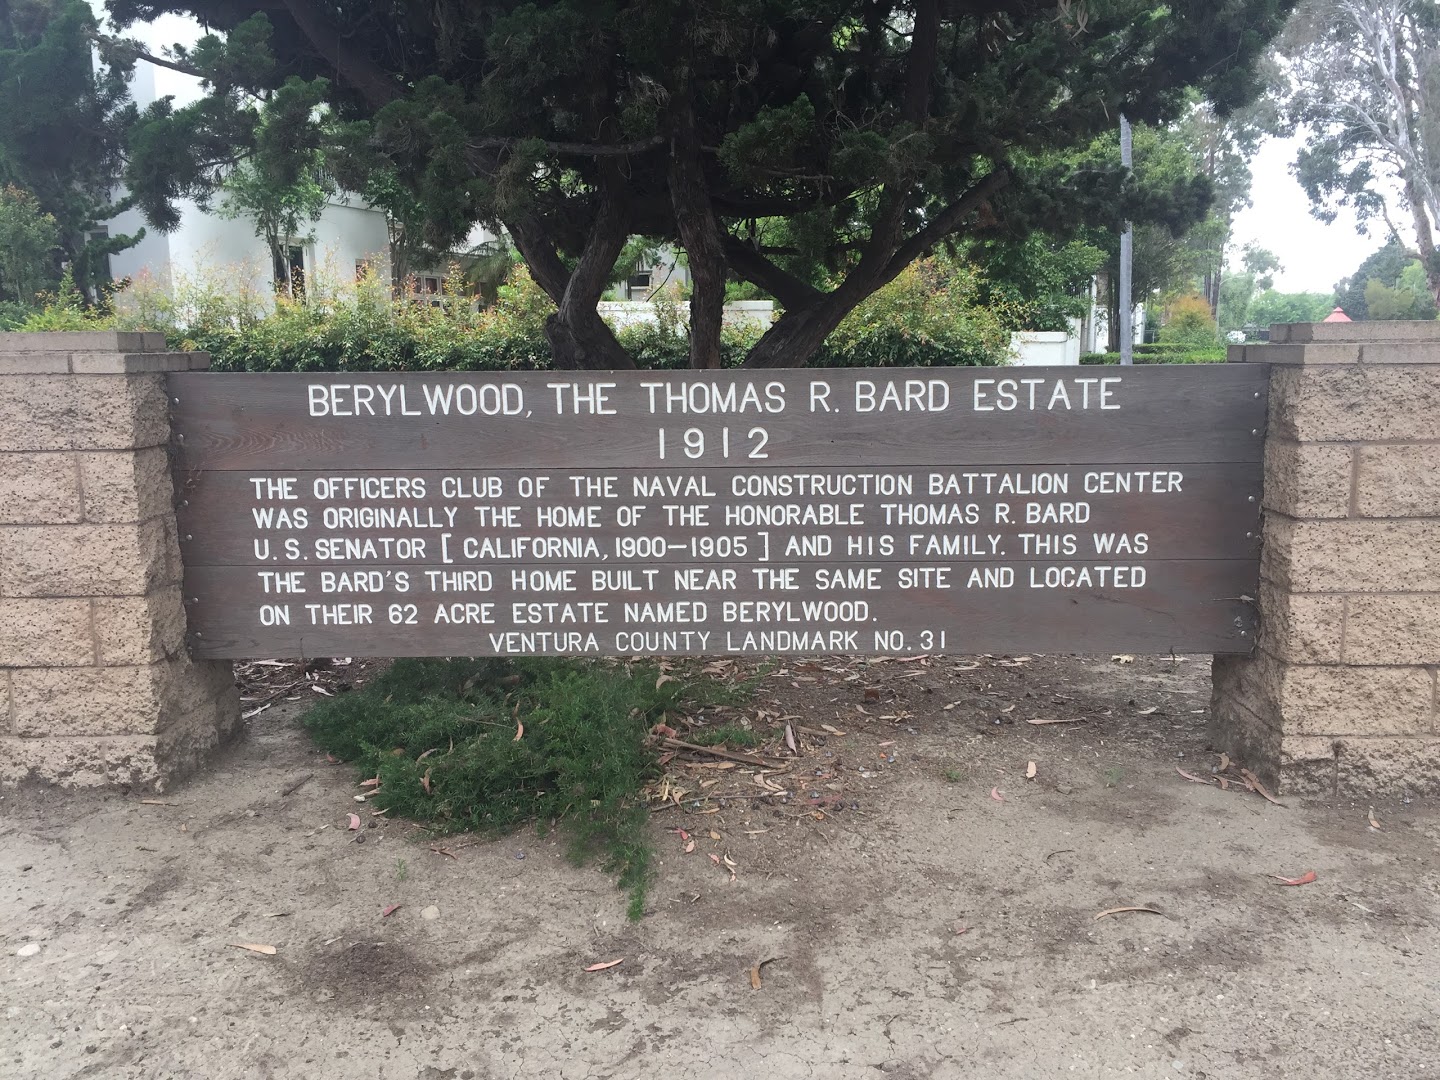 BERYLWOOD, THE THOMAS R. BARD ESTATE
1912
THE OFFICERS CLUB OF THE NAVAL CONSTRUCTION BATTALION CENTER
WAS ORIGINALLY THE HOME OF THE HONORABLE THOMAS R. BARD
U.S. SENATOR [CALIFORNIA, 1900-1905] AND HIS FAMILY. THIS WAS
THE BARD'S THIRD HOME BUILT NEAR THE SAME SITE AND LOCATED
ON THEIR 62 ACRE ESTATE NAMED BERYLWOOD.
VENTURA COUNTY LANDMARK NO. 31